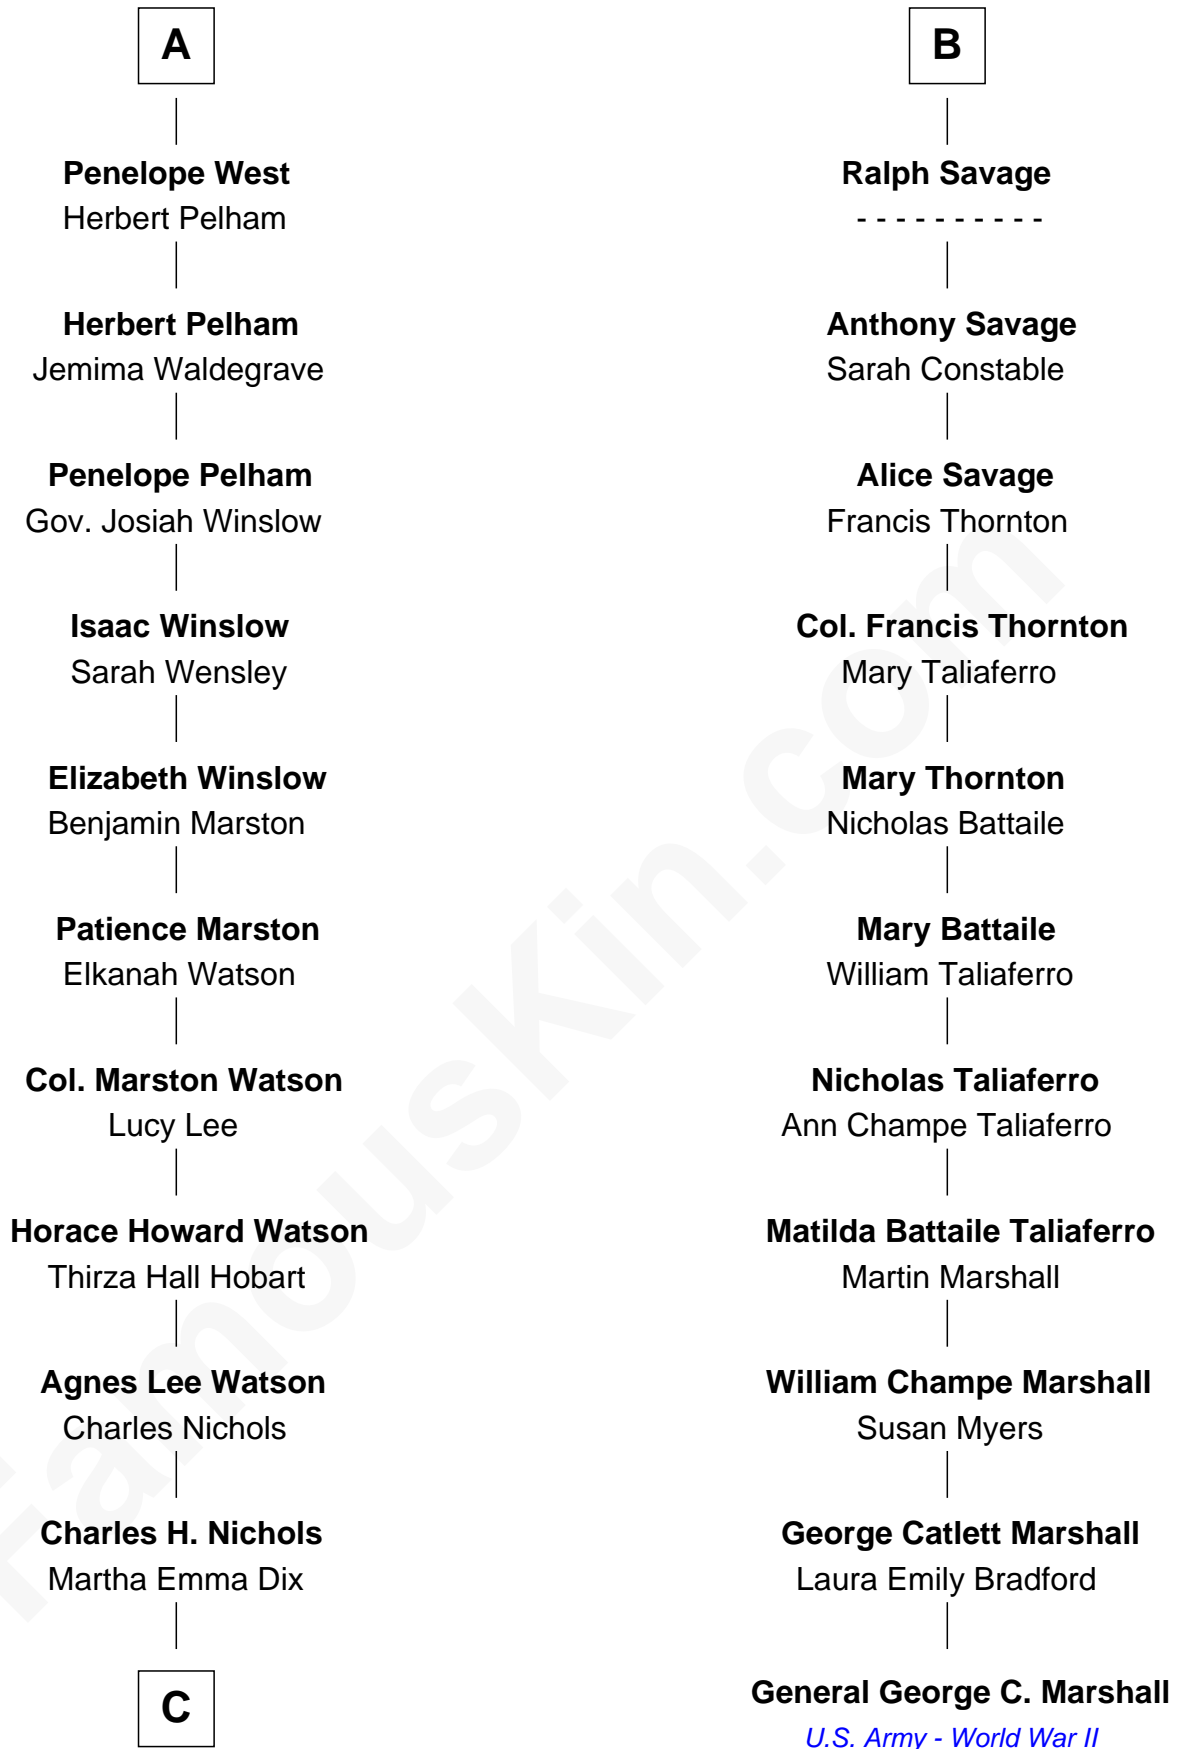 A
Penelope West
Herbert Pelham
Herbert Pelham
Jemima Waldegrave
Penelope Pelham
Gov. Josiah Winslow
Isaac Winslow
Sarah Wensley
Elizabeth Winslow
Benjamin Marston
Patience Marston
Elkanah Watson
Col. Marston Watson
Lucy Lee
Horace Howard Watson
Thirza Hall Hobart
Agnes Lee Watson
Charles Nichols
Charles H. Nichols
Martha Emma Dix
C
B
Ralph Savage
- - - - - - - - - -
Anthony Savage
Sarah Constable
Alice Savage
Francis Thornton
Col. Francis Thornton
Mary Taliaferro
Mary Thornton
Nicholas Battaile
Mary Battaile
William Taliaferro
Nicholas Taliaferro
Ann Champe Taliaferro
Matilda Battaile Taliaferro
Martin Marshall
William Champe Marshall
Susan Myers
George Catlett Marshall
Laura Emily Bradford
General George C. Marshall
U.S. Army - World War II
FamousKin.com